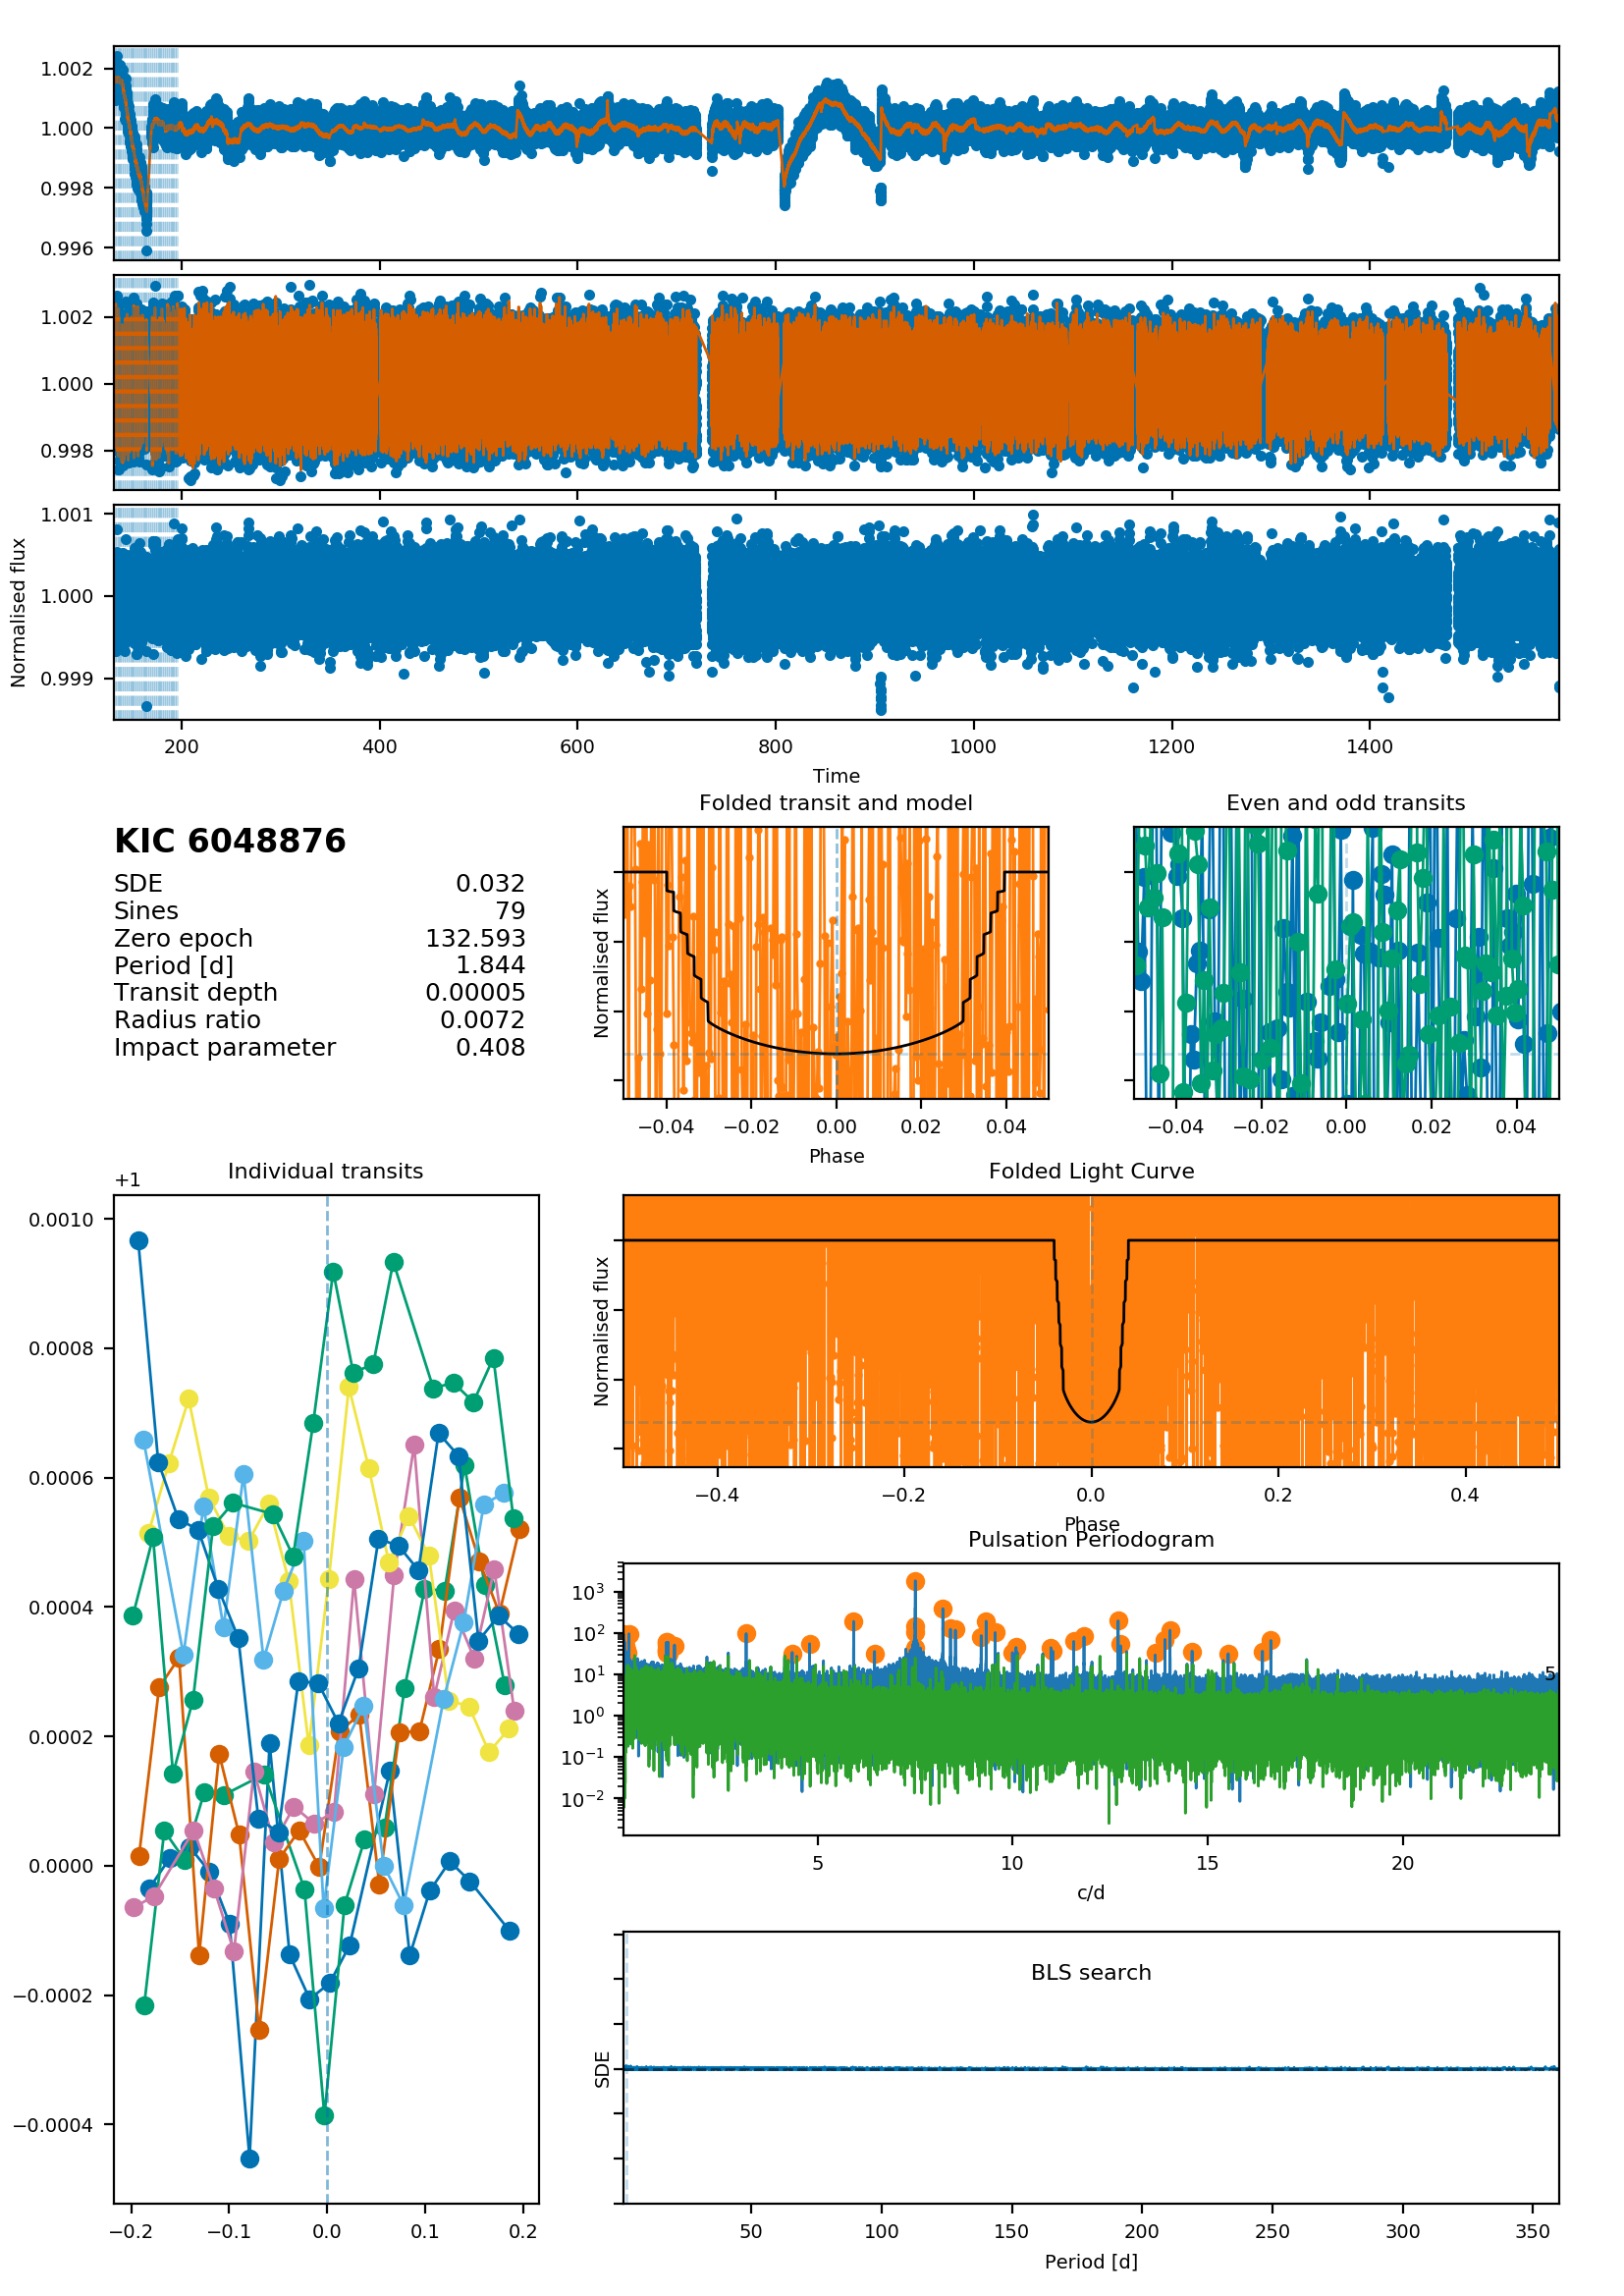 1.002
1.000
0.998
0.996
1.002
1.000
0.998
1.001
1.000
0.999
Normalised flux
200 400 600 800 1000 1200 1400
Time
KIC 6048876
SDE 0.032
Sines 79
Zero epoch 132.593
Period [d] 1.844
Transit depth 0.00005
Radius ratio 0.0072
Impact parameter 0.408
Folded transit and model
Normalised flux
−0.04 −0.02 0.00 0.02 0.04
Phase
Even and odd transits
−0.04 −0.02 0.00 0.02 0.04
Individual transits
+1
0.0010
0.0008
0.0006
0.0004
0.0002
0.0000
−0.0002
−0.0004
−0.2 −0.1 0.0 0.1 0.2
Folded Light Curve
Normalised flux
−0.4 −0.2 0.0 0.2 0.4
Phase
Pulsation Periodogram
10³
10²
10¹
10⁰
10⁻¹
10⁻²
5
5 10 15 20
c/d
BLS search
SDE
50 100 150 200 250 300 350
Period [d]